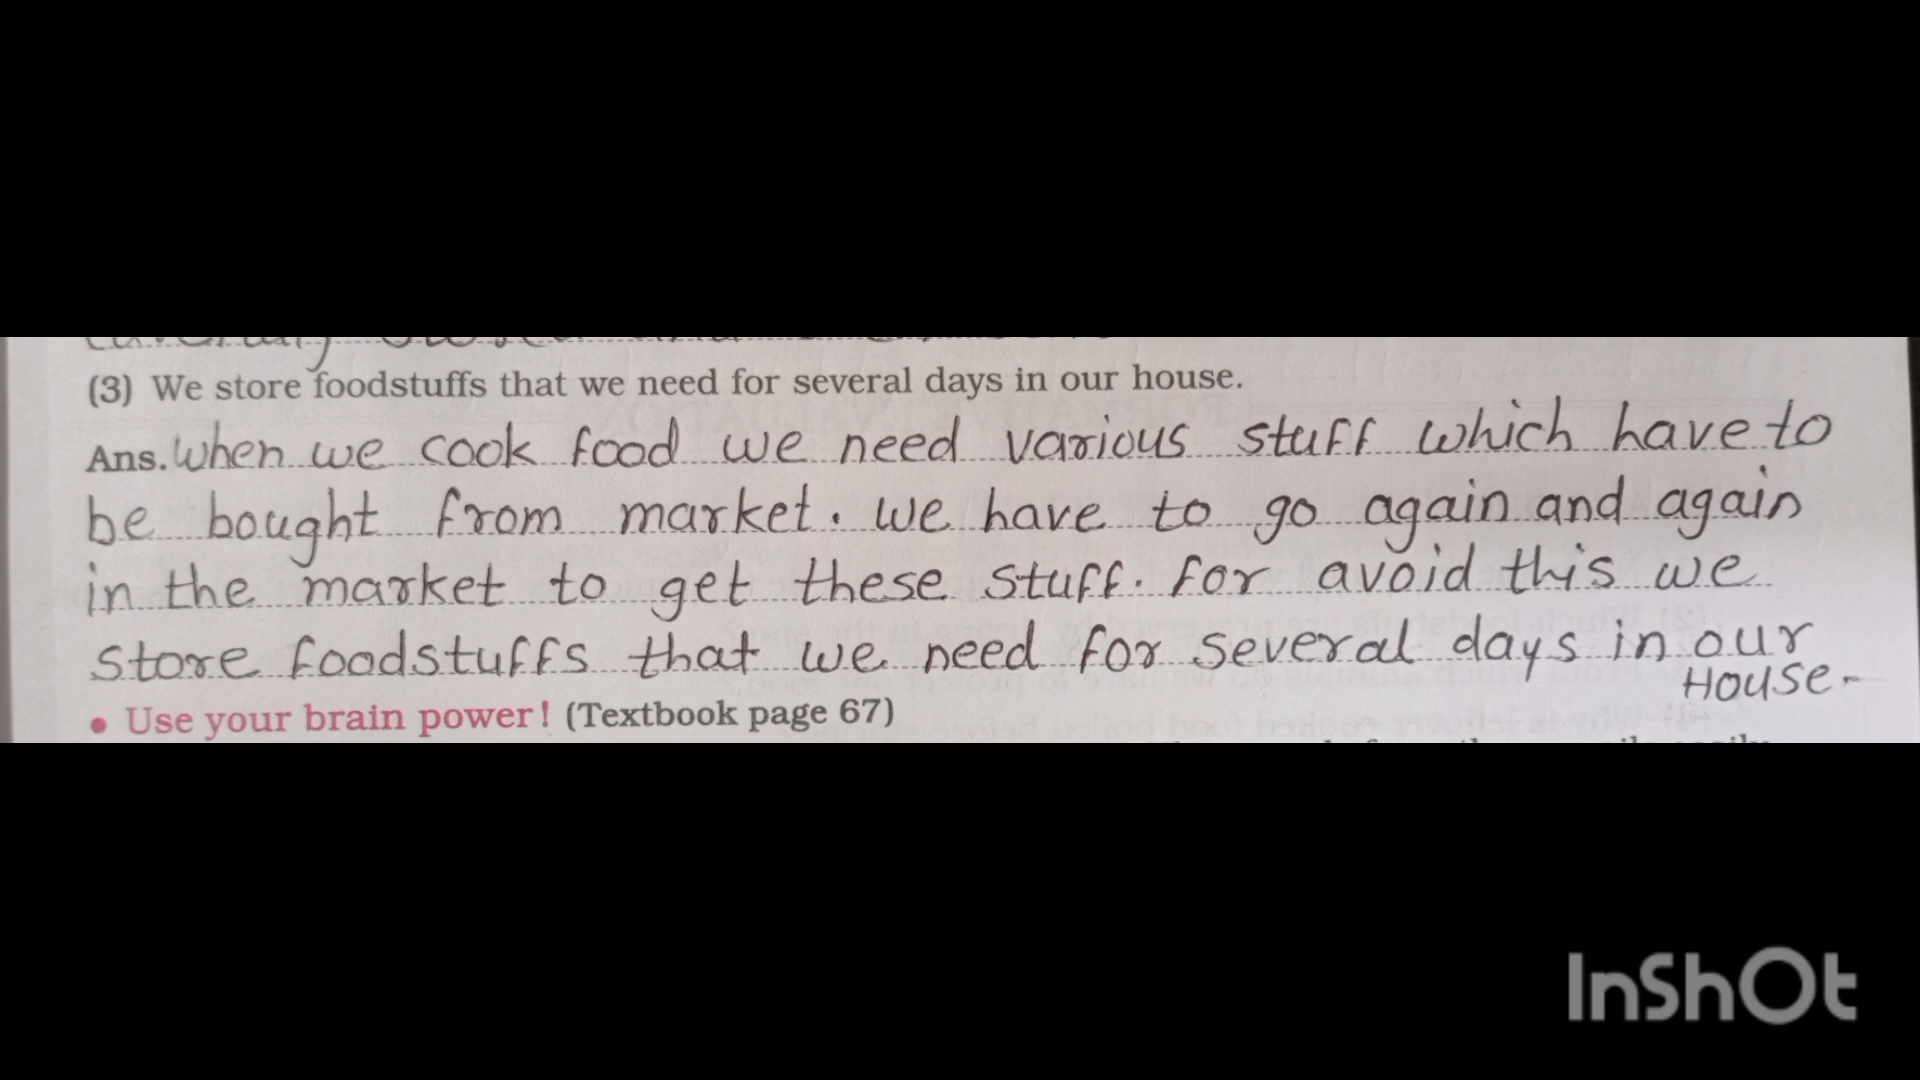 (3) We store foodstuffs that we need for several days in our house.
Ans. When we cook food we need various stuff which have to
be bought from market. we have to go again and again
in the market to get these stuff. for avoid this we
store foodstuffs that we need for several days in our
House.
• Use your brain power! (Textbook page 67)
InShOt